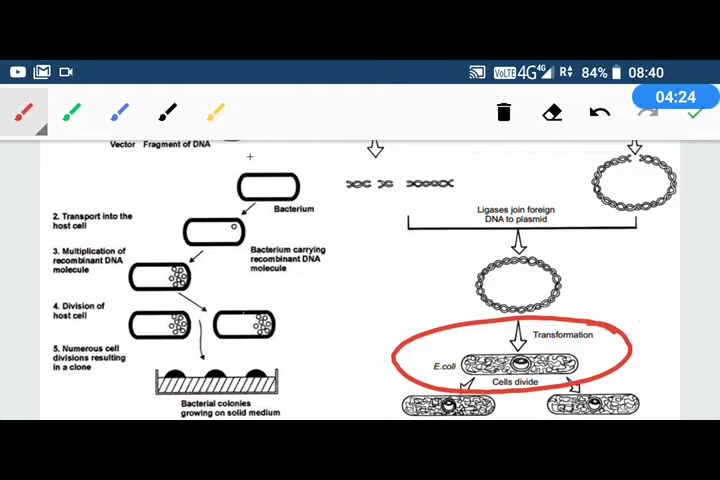 VoLTE 4G 4G R 84% 08:40
04:24
Vector Fragment of DNA
Bacterium
2. Transport into the
host cell
3. Multiplication of
recombinant DNA
molecule
Bacterium carrying
recombinant DNA
molecule
4. Division of
host cell
5. Numerous cell
divisions resulting
in a clone
Bacterial colonies
growing on solid medium
Ligases join foreign
DNA to plasmid
Transformation
E.coli
Cells divide